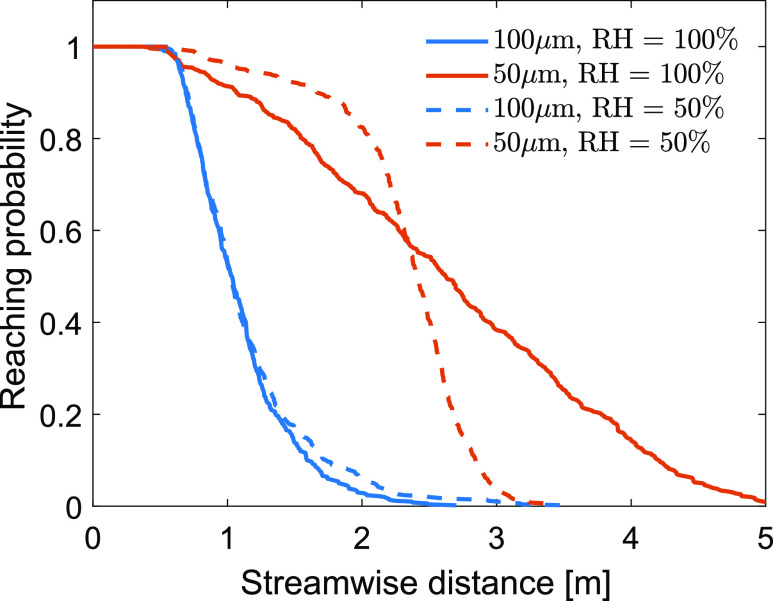 100μm, RH = 100%
50μm, RH = 100%
100μm, RH = 50%
50μm, RH = 50%
Reaching probability
1
0.8
0.6
0.4
0.2
0
0 1 2 3 4 5
Streamwise distance [m]